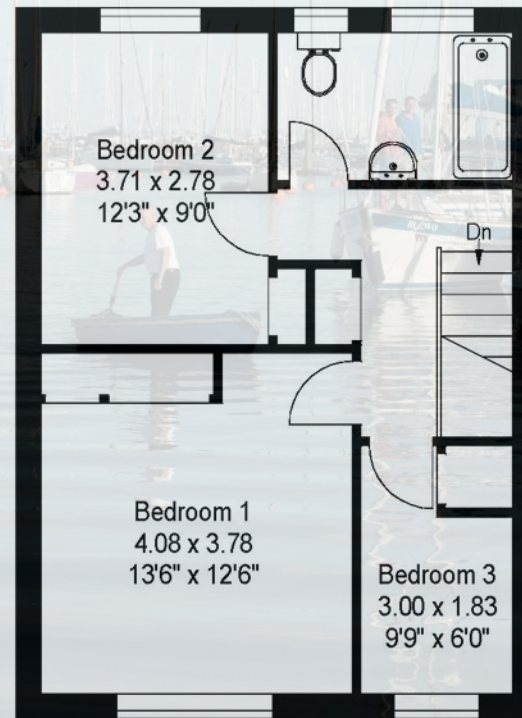 Bedroom 2
3.71 x 2.78
12'3" x 9'0"
Dn
Bedroom 1
4.08 x 3.78
13'6" x 12'6"
Bedroom 3
3.00 x 1.83
9'9" x 6'0"